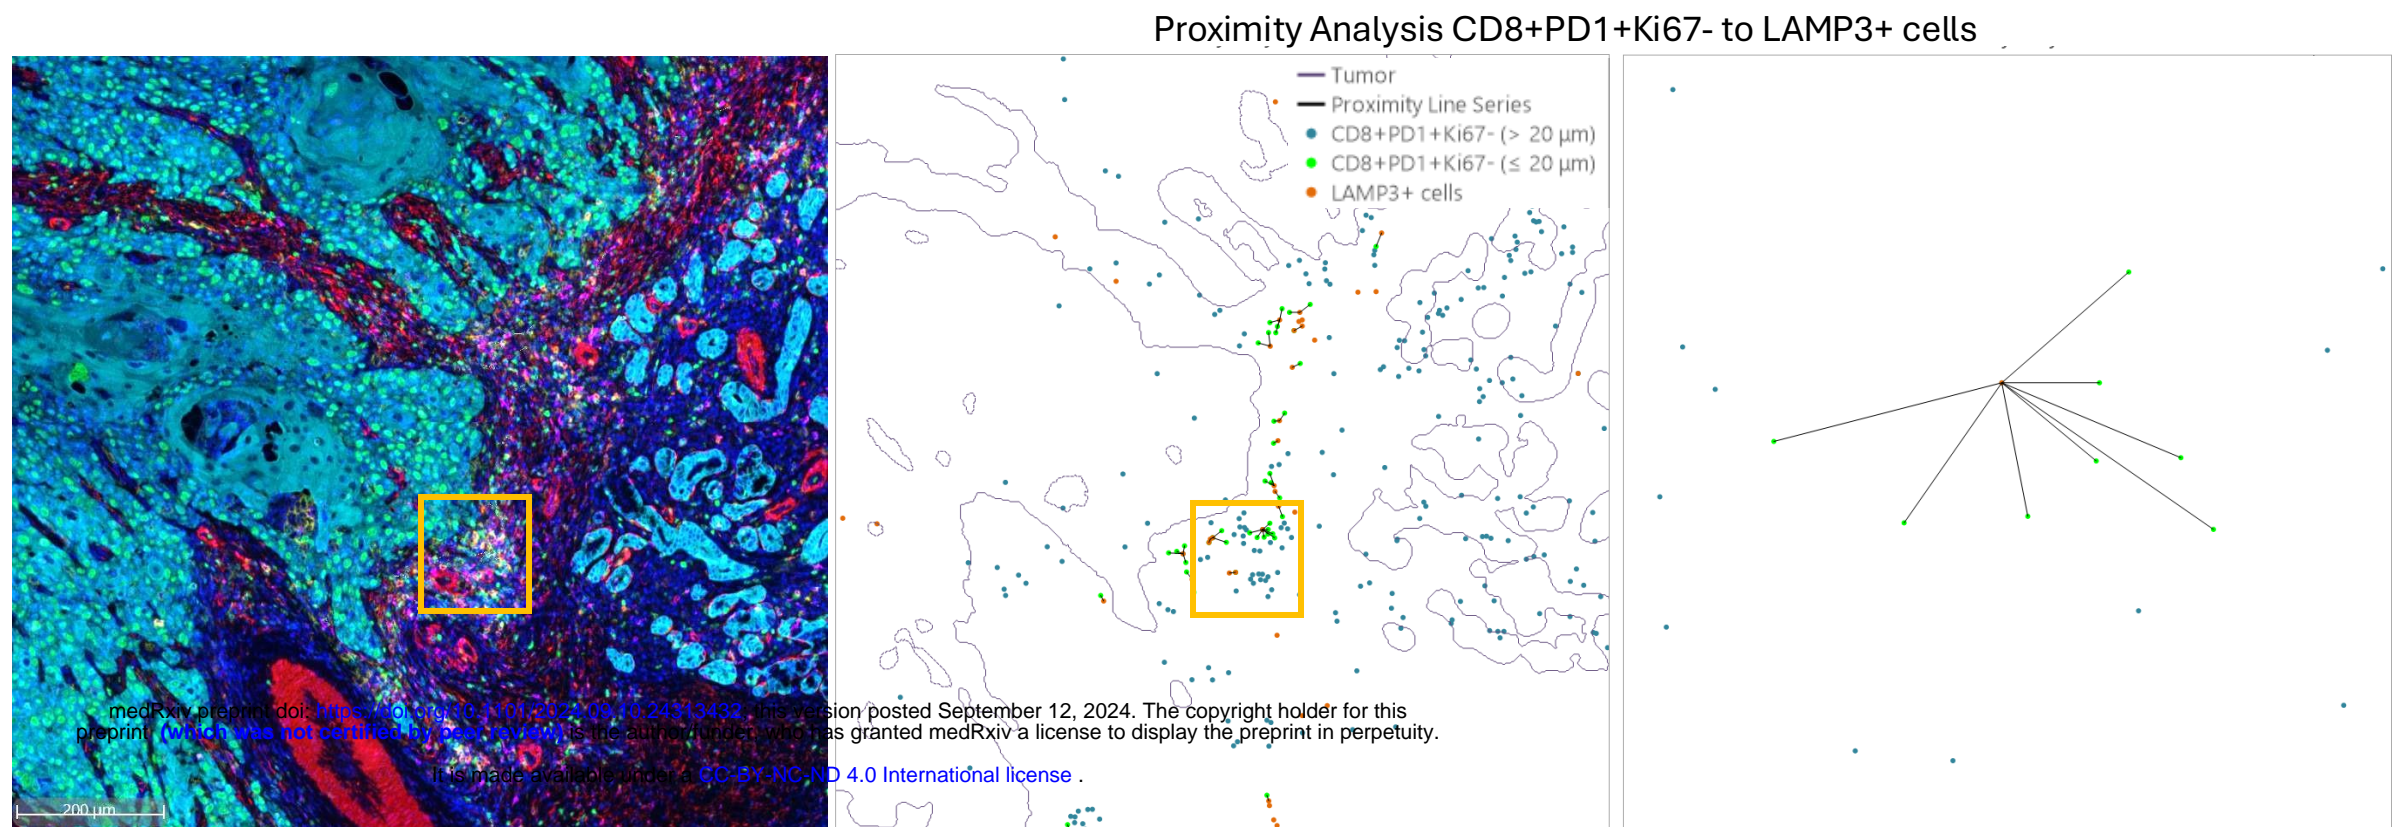 Proximity Analysis CD8+PD1+Ki67- to LAMP3+ cells
Tumor
Proximity Line Series
CD8+PD1+Ki67- (> 20 µm)
CD8+PD1+Ki67- (≤ 20 µm)
LAMP3+ cells
medRxiv preprint doi: https://doi.org/10.1101/2024.09.10.24313432; this version posted September 12, 2024. The copyright holder for this
preprint (which was not certified by peer review) is the author/funder, who has granted medRxiv a license to display the preprint in perpetuity.
It is made available under a CC-BY-NC-ND 4.0 International license .
200 µm